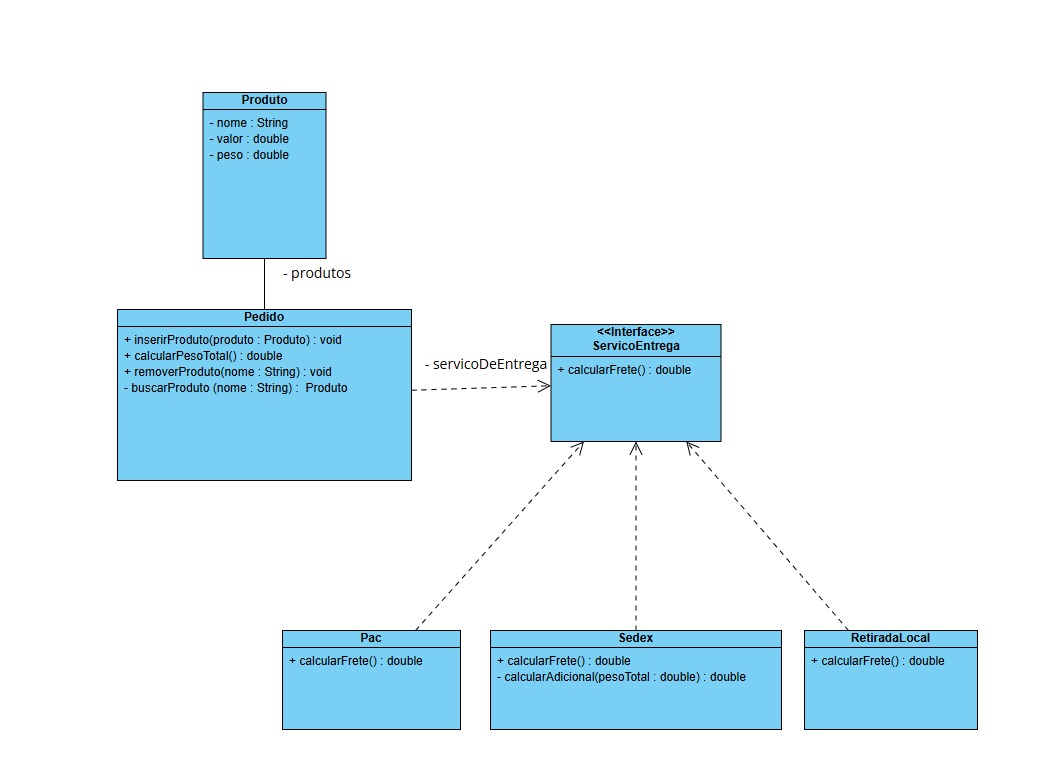 Produto
- nome : String
- valor : double
- peso : double
- produtos
Pedido
+ inserirProduto(produto : Produto) : void
+ calcularPesoTotal() : double
+ removerProduto(nome : String) : void
- buscarProduto (nome : String) :  Produto
- servicoDeEntrega
<<Interface>>
ServicoEntrega
+ calcularFrete() : double
Pac
+ calcularFrete() : double
Sedex
+ calcularFrete() : double
- calcularAdicional(pesoTotal : double) : double
RetiradaLocal
+ calcularFrete() : double